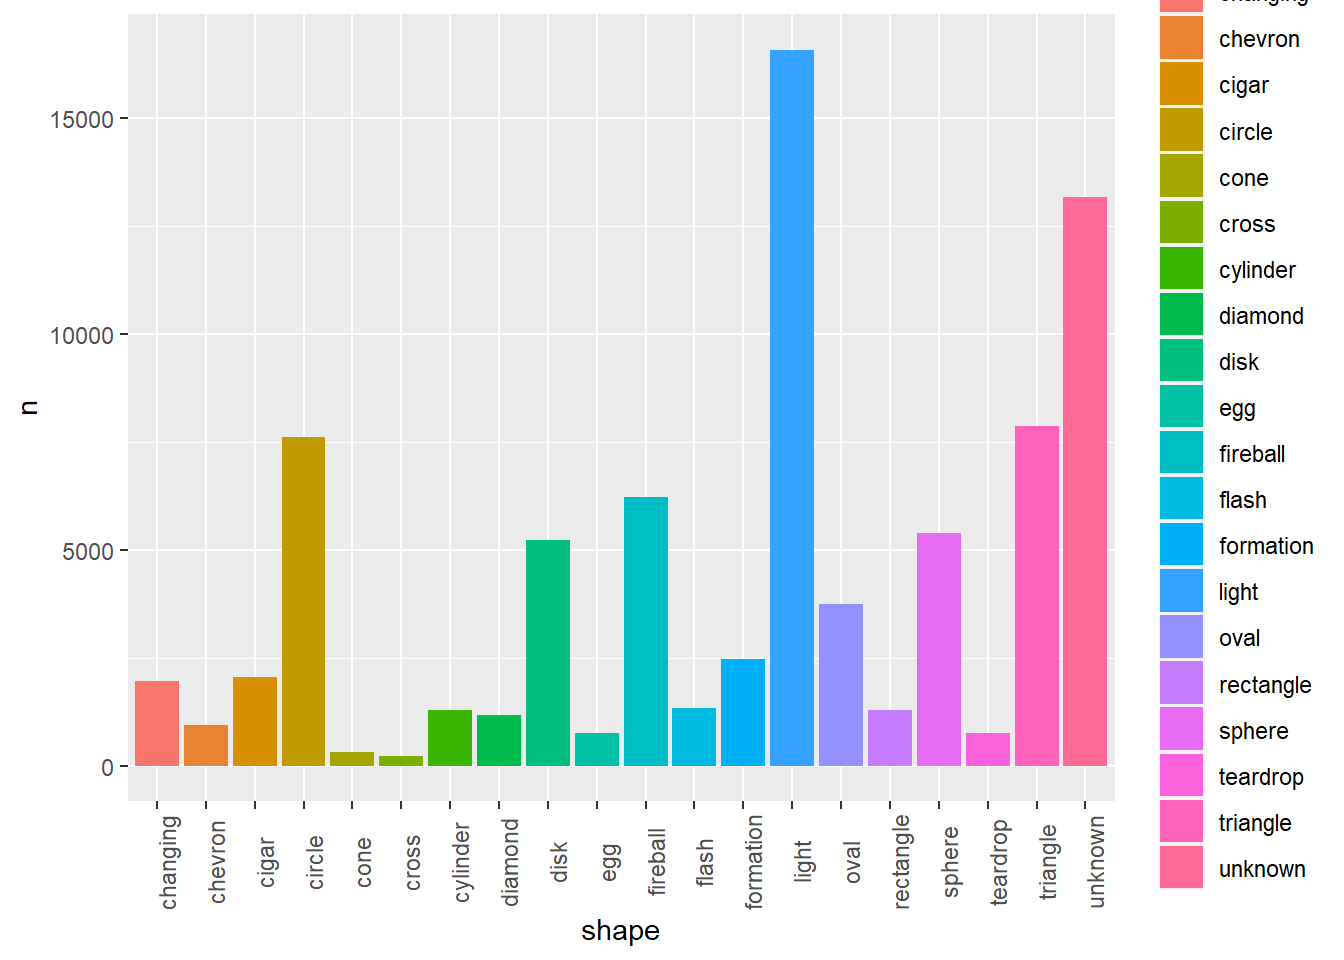 15000
10000
5000
0
n
changing
chevron
cigar
circle
cone
cross
cylinder
diamond
disk
egg
fireball
flash
formation
light
oval
rectangle
sphere
teardrop
triangle
unknown
shape
changing
chevron
cigar
circle
cone
cross
cylinder
diamond
disk
egg
fireball
flash
formation
light
oval
rectangle
sphere
teardrop
triangle
unknown